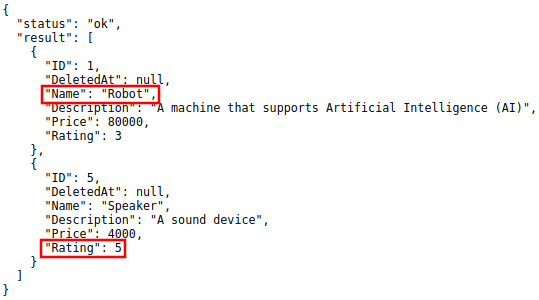 {
  "status": "ok",
  "result": [
    {
      "ID": 1,
      "DeletedAt": null,
      "Name": "Robot",
      "Description": "A machine that supports Artificial Intelligence (AI)",
      "Price": 80000,
      "Rating": 3
    },
    {
      "ID": 5,
      "DeletedAt": null,
      "Name": "Speaker",
      "Description": "A sound device",
      "Price": 4000,
      "Rating": 5
    }
  ]
}